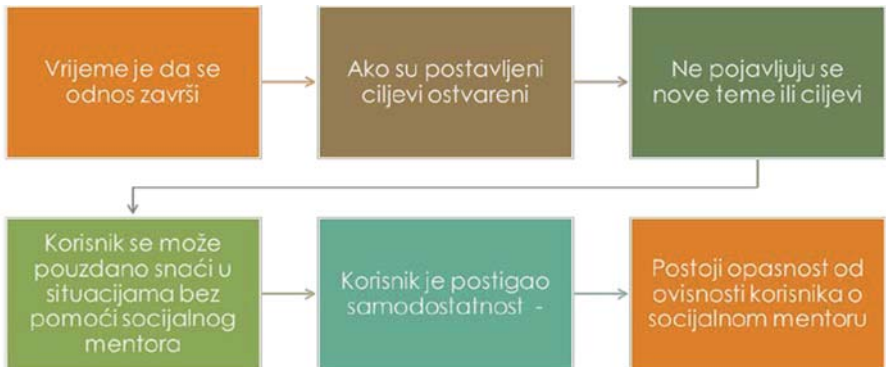 Vrijeme je da se
odnos završi
Ako su postavljeni
ciljevi ostvareni
Ne pojavljuju se
nove teme ili ciljevi
Korisnik se može
pouzdano snaći u
situacijama bez
pomoći socijalnog
mentora
Korisnik je postigao
samodostatnost -
Postoji opasnost od
ovisnosti korisnika o
socijalnom mentoru